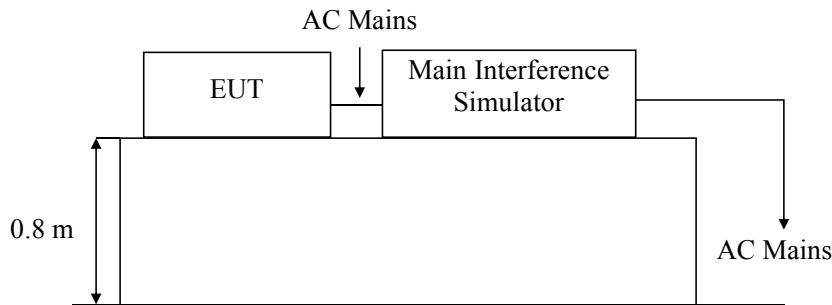 AC Mains
EUT
Main Interference
Simulator
0.8 m
AC Mains